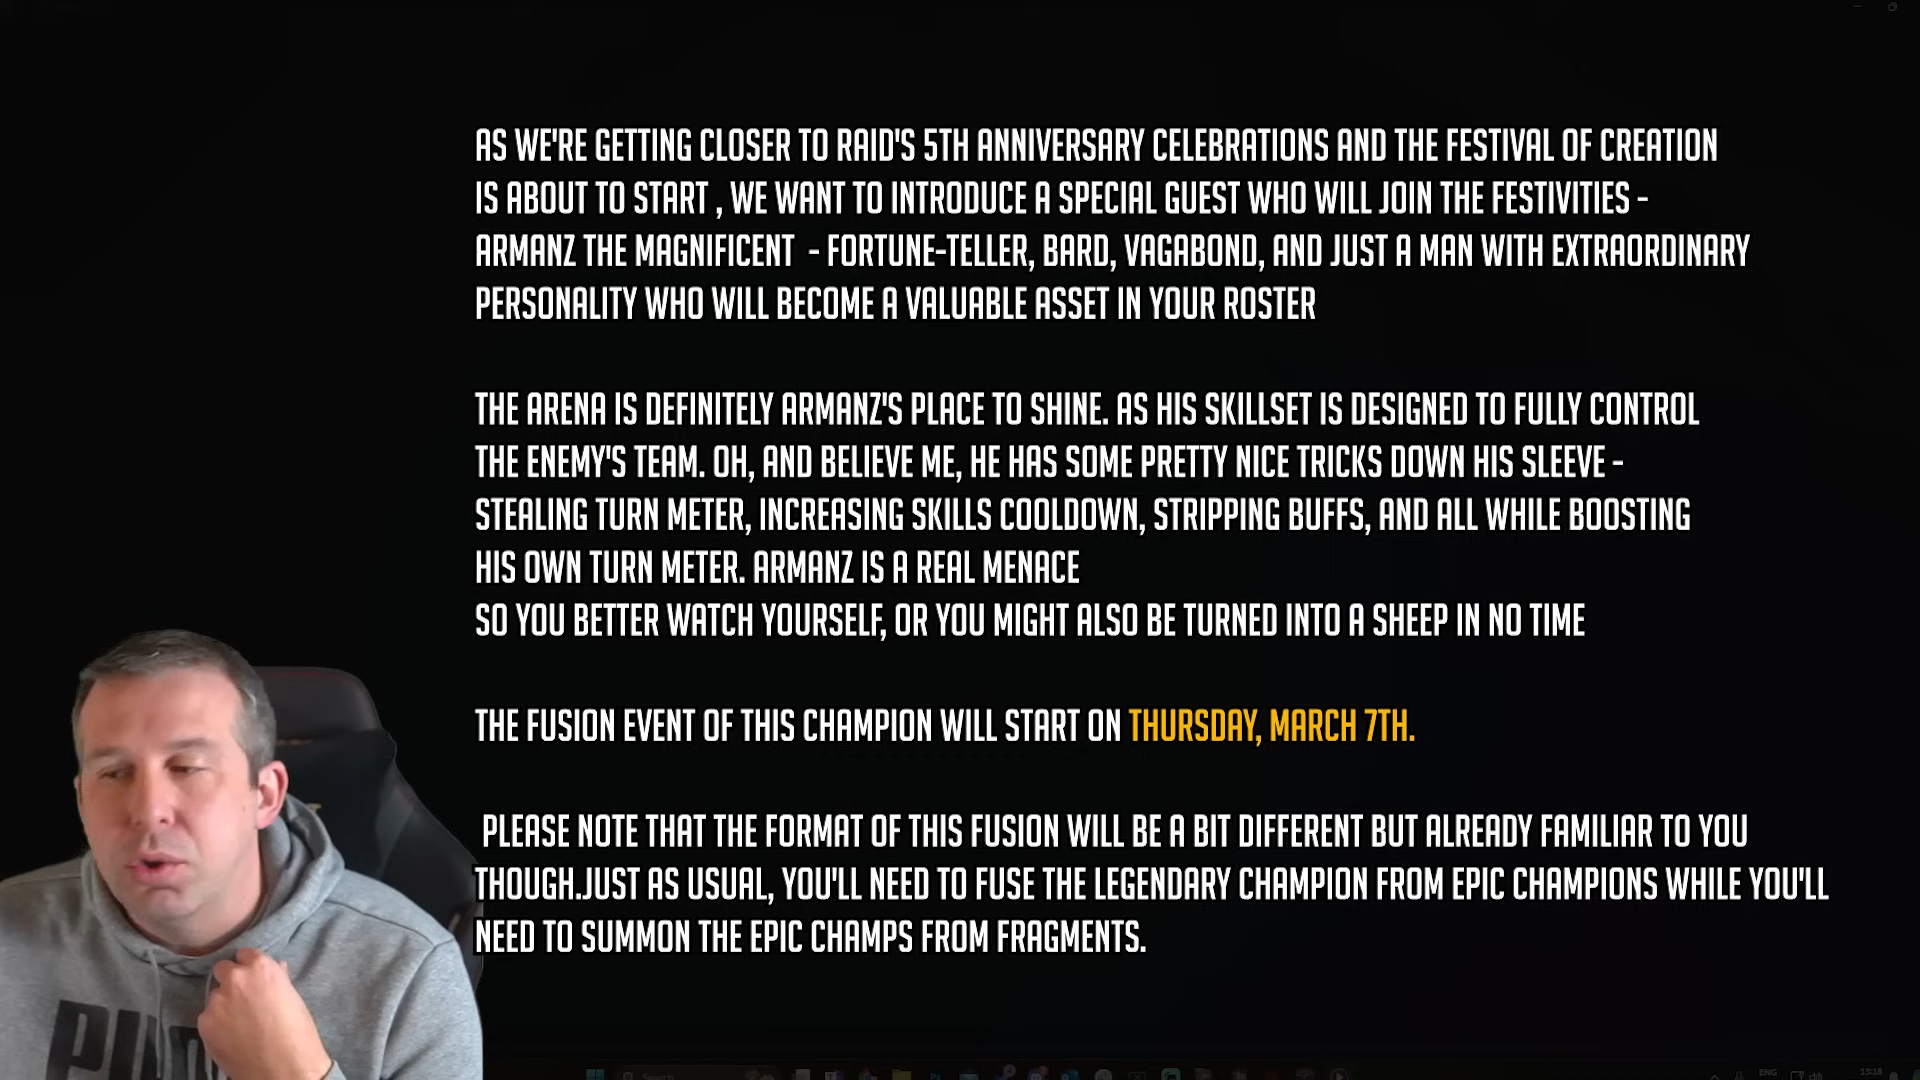 AS WE'RE GETTING CLOSER TO RAID'S 5TH ANNIVERSARY CELEBRATIONS AND THE FESTIVAL OF CREATION
IS ABOUT TO START , WE WANT TO INTRODUCE A SPECIAL GUEST WHO WILL JOIN THE FESTIVITIES -
ARMANZ THE MAGNIFICENT - FORTUNE-TELLER, BARD, VAGABOND, AND JUST A MAN WITH EXTRAORDINARY
PERSONALITY WHO WILL BECOME A VALUABLE ASSET IN YOUR ROSTER
THE ARENA IS DEFINITELY ARMANZ'S PLACE TO SHINE. AS HIS SKILLSET IS DESIGNED TO FULLY CONTROL
THE ENEMY'S TEAM. OH, AND BELIEVE ME, HE HAS SOME PRETTY NICE TRICKS DOWN HIS SLEEVE -
STEALING TURN METER, INCREASING SKILLS COOLDOWN, STRIPPING BUFFS, AND ALL WHILE BOOSTING
HIS OWN TURN METER. ARMANZ IS A REAL MENACE
SO YOU BETTER WATCH YOURSELF, OR YOU MIGHT ALSO BE TURNED INTO A SHEEP IN NO TIME
THE FUSION EVENT OF THIS CHAMPION WILL START ON THURSDAY, MARCH 7TH.
PLEASE NOTE THAT THE FORMAT OF THIS FUSION WILL BE A BIT DIFFERENT BUT ALREADY FAMILIAR TO YOU
THOUGH.JUST AS USUAL, YOU'LL NEED TO FUSE THE LEGENDARY CHAMPION FROM EPIC CHAMPIONS WHILE YOU'LL
NEED TO SUMMON THE EPIC CHAMPS FROM FRAGMENTS.
Search
ENG
13:18